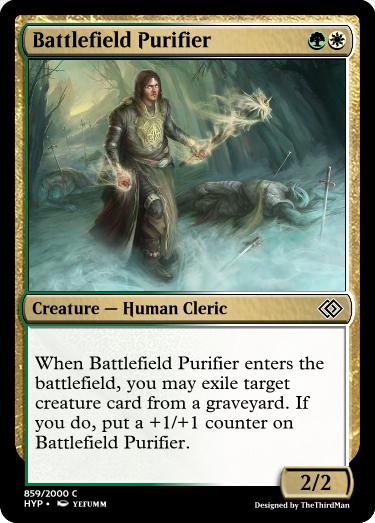 Battlefield Purifier
Creature — Human Cleric
When Battlefield Purifier enters the
battlefield, you may exile target
creature card from a graveyard. If
you do, put a +1/+1 counter on
Battlefield Purifier.
2/2
859/2000 C
HYP • YEFUMM
Designed by TheThirdMan